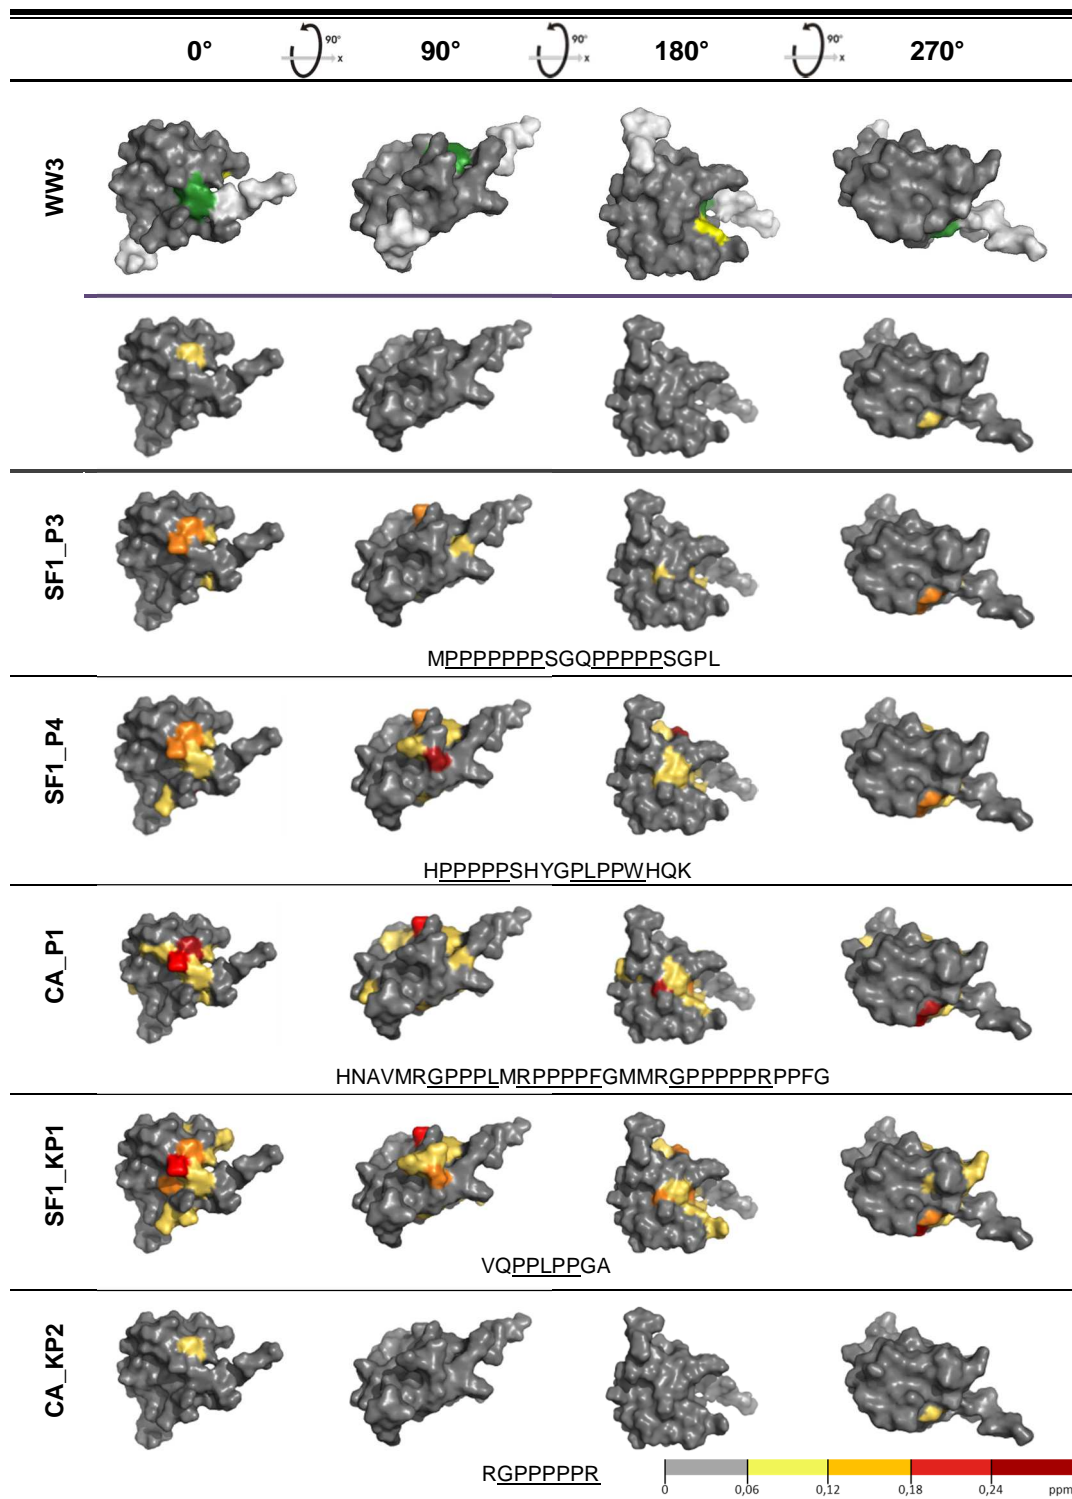 0° 90° x 90° 90° x 180° 90° x 270°
WW3
SF1_P3
MPPPPPPPSGQPPPPPSGPL
SF1_P4
HPPPPPSHYGPLPPWHQK
CA_P1
HNAVMRGPPPLMRPPPPFGMMRGPPPPPRPPFG
SF1_KP1
VQPPLPPGA
CA_KP2
RGPPPPPR
0 0,06 0,12 0,18 0,24 ppm